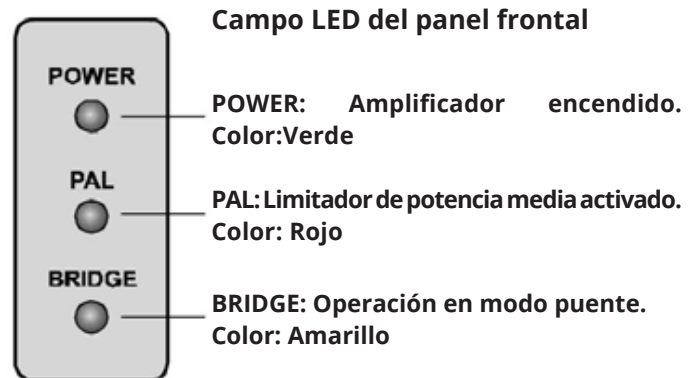 Campo LED del panel frontal
POWER
POWER: Amplificador encendido.
Color:Verde
PAL
PAL: Limitador de potencia media activado.
Color: Rojo
BRIDGE
BRIDGE: Operación en modo puente.
Color: Amarillo